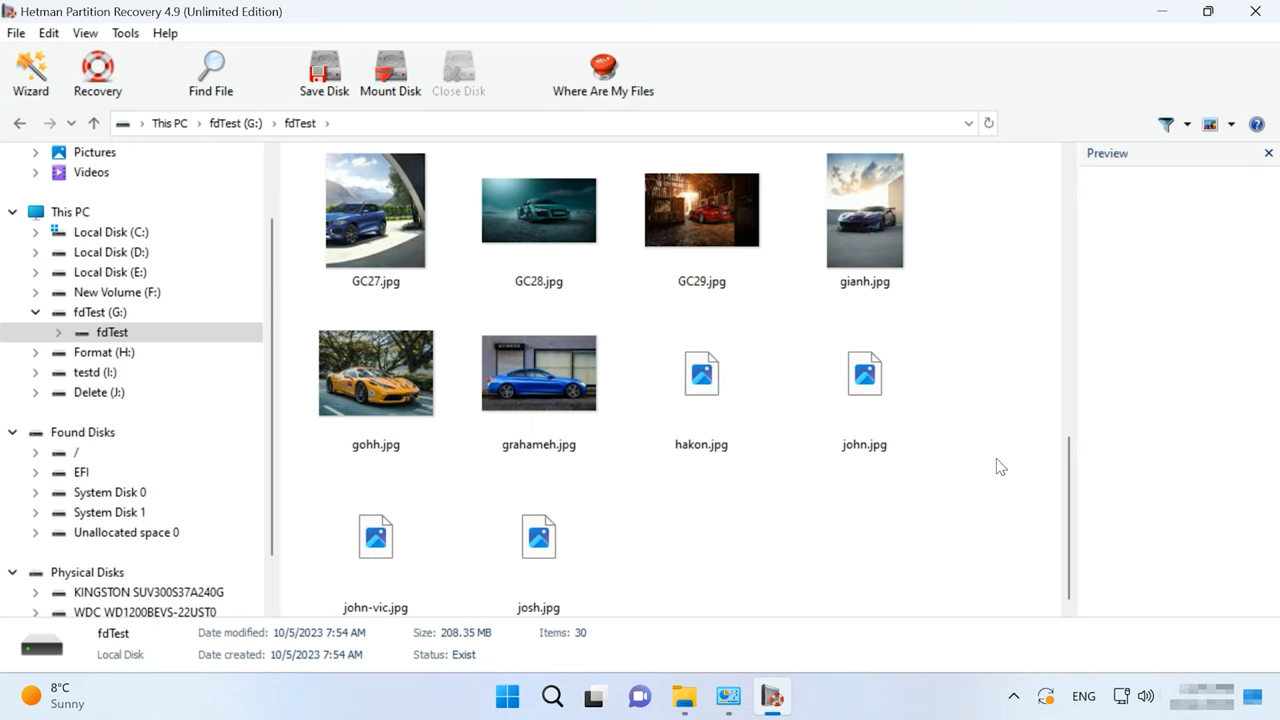 Hetman Partition Recovery 4.9 (Unlimited Edition)
File Edit View Tools Help
Wizard Recovery Find File Save Disk Mount Disk Close Disk Where Are My Files
This PC > fdTest (G:) > fdTest >
Preview
Pictures
Videos
This PC
Local Disk (C:)
Local Disk (D:)
Local Disk (E:)
New Volume (F:)
fdTest (G:)
fdTest
Format (H:)
testd (I:)
Delete (J:)
Found Disks
/
EFI
System Disk 0
System Disk 1
Unallocated space 0
Physical Disks
KINGSTON SUV300S37A240G
WDC WD1200BEVS-22UST0
GC27.jpg GC28.jpg GC29.jpg gianh.jpg
gohh.jpg grahameh.jpg hakon.jpg john.jpg
john-vic.jpg josh.jpg
fdTest Date modified: 10/5/2023 7:54 AM Size: 208.35 MB Items: 30
Local Disk Date created: 10/5/2023 7:54 AM Status: Exist
8°C
Sunny
ENG